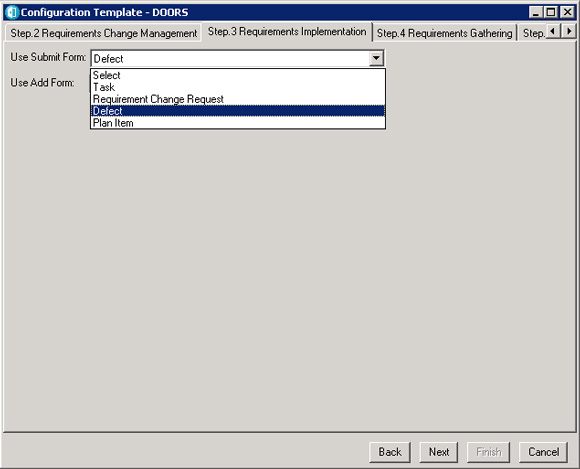 Configuration Template - DOORS
Step.2 Requirements Change Management Step.3 Requirements Implementation Step.4 Requirements Gathering Step.
Use Submit Form: Defect
Select
Use Add Form: Task
Requirement Change Request
Defect
Plan Item
Back Next Finish Cancel